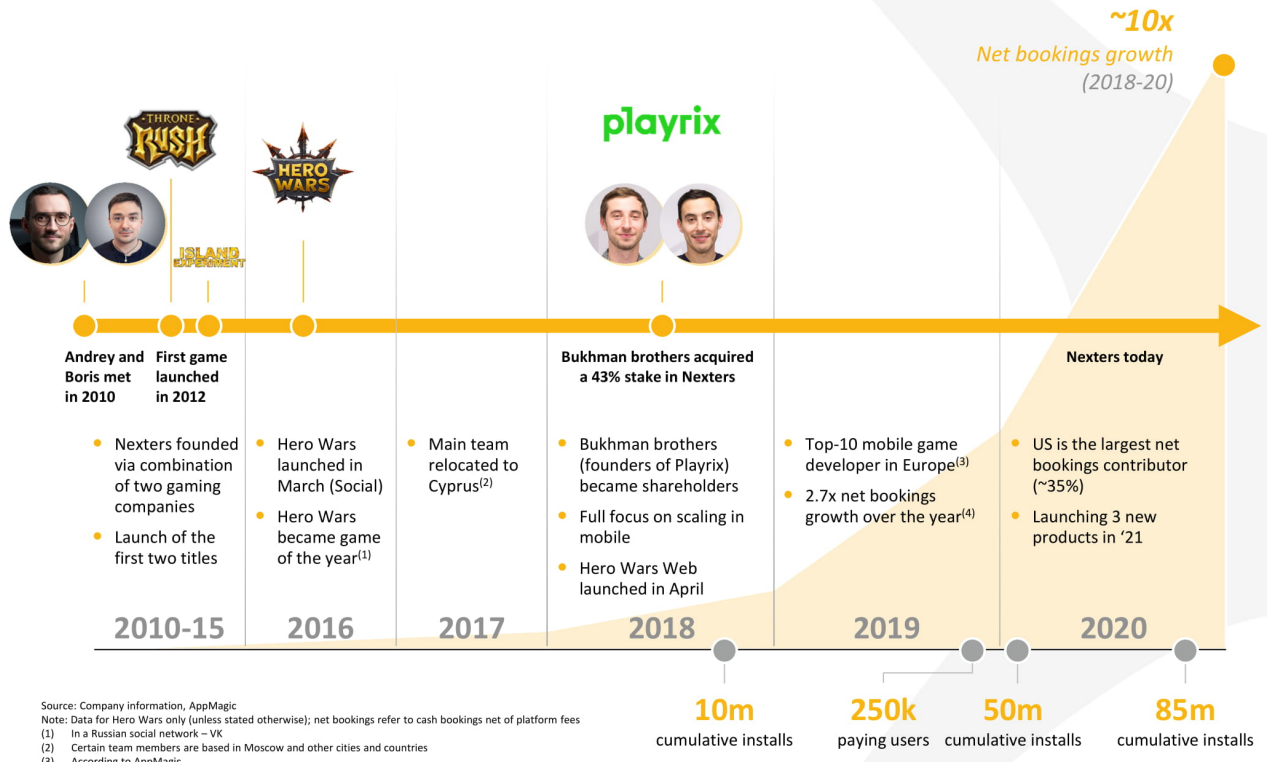 ~10x
Net bookings growth
(2018-20)
THRONE
RUSH
HERO
WARS
ISLAND
EXPERIMENT
playrix
Andrey and
Boris met
in 2010
First game
launched
in 2012
Bukhman brothers acquired
a 43% stake in Nexters
Nexters today
• Nexters founded
via combination
of two gaming
companies
• Launch of the
first two titles
• Hero Wars
launched in
March (Social)
• Hero Wars
became game
of the year(1)
• Main team
relocated to
Cyprus(2)
• Bukhman brothers
(founders of Playrix)
became shareholders
• Full focus on scaling in
mobile
• Hero Wars Web
launched in April
• Top-10 mobile game
developer in Europe(3)
• 2.7x net bookings
growth over the year(4)
• US is the largest net
bookings contributor
(~35%)
• Launching 3 new
products in ‘21
2010-15
2016
2017
2018
2019
2020
10m
cumulative installs
250k
paying users
50m
cumulative installs
85m
cumulative installs
Source: Company information, AppMagic
Note: Data for Hero Wars only (unless stated otherwise); net bookings refer to cash bookings net of platform fees
(1) In a Russian social network – VK
(2) Certain team members are based in Moscow and other cities and countries
(3) According to AppMagic